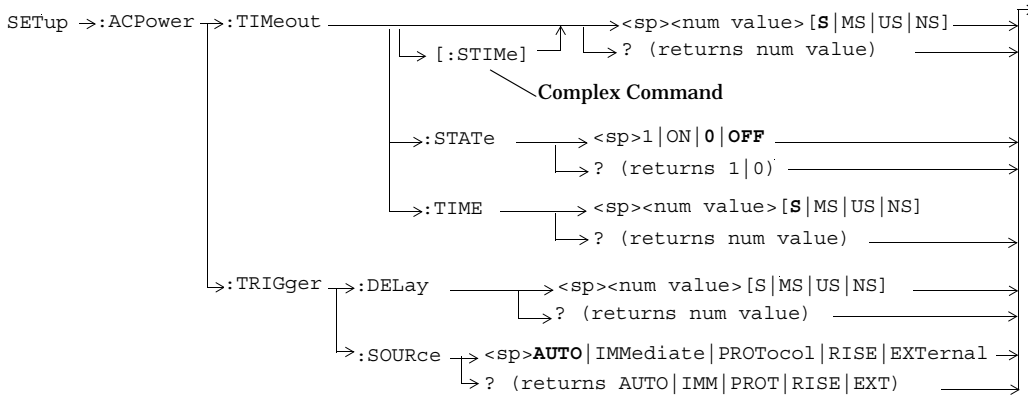 SETup :ACPower :TIMeout <sp><num value>[S|MS|US|NS]
[:STIMe] ? (returns num value)
Complex Command
:STATe <sp>1|ON|0|OFF
? (returns 1|0)
:TIME <sp><num value>[S|MS|US|NS]
? (returns num value)
:TRIGger :DELay <sp><num value>[S|MS|US|NS]
? (returns num value)
:SOURce <sp>AUTO|IMMediate|PROTocol|RISE|EXTernal
? (returns AUTO|IMM|PROT|RISE|EXT)